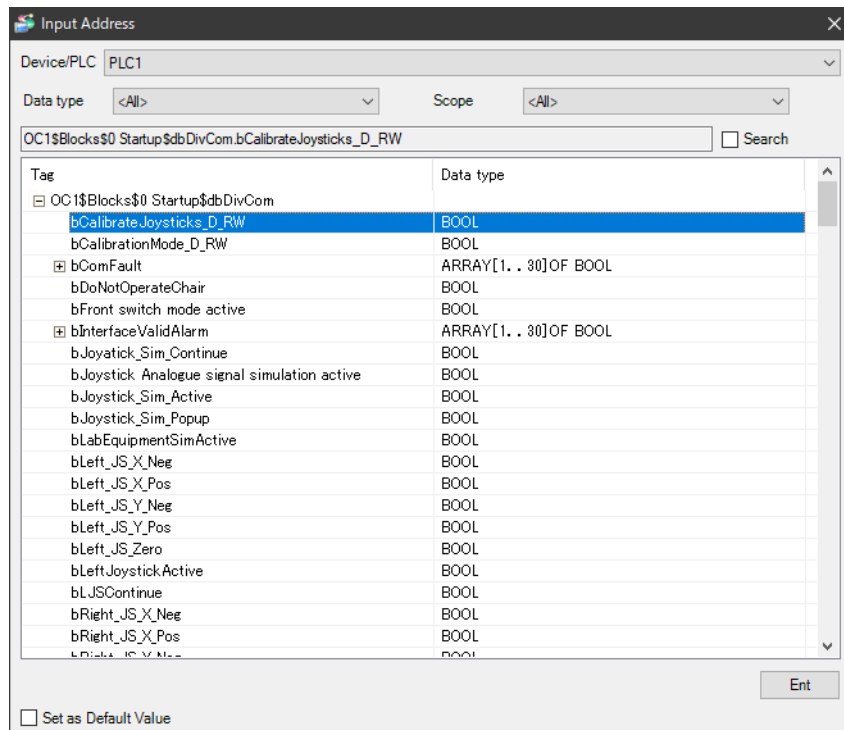 Input Address
Device/PLC PLC1
Data type <All> Scope <All>
OC1$Blocks$0 Startup$dbDivCom.bCalibrateJoysticks_D_RW Search
Tag Data type
OC1$Blocks$0 Startup$dbDivCom
bCalibrateJoysticks_D_RW BOOL
bCalibrationMode_D_RW BOOL
bComFault ARRAY[1..30]OF BOOL
bDoNotOperateChair BOOL
bFront switch mode active BOOL
bInterfaceValidAlarm ARRAY[1..30]OF BOOL
bJoyatick_Sim_Continue BOOL
bJoystick Analogue signal simulation active BOOL
bJoystick_Sim_Active BOOL
bJoystick_Sim_Popup BOOL
bLabEquipmentSimActive BOOL
bLeft_JS_X_Neg BOOL
bLeft_JS_X_Pos BOOL
bLeft_JS_Y_Neg BOOL
bLeft_JS_Y_Pos BOOL
bLeft_JS_Zero BOOL
bLeftJoystickActive BOOL
bLJSContinue BOOL
bRight_JS_X_Neg BOOL
bRight_JS_X_Pos BOOL
Ent
Set as Default Value